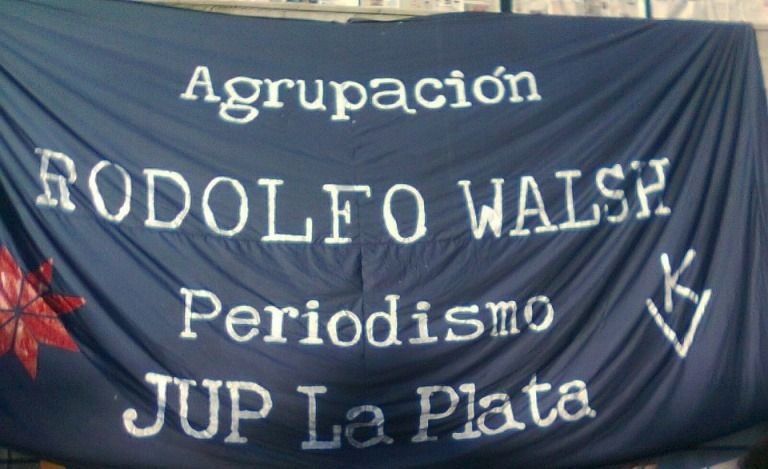 Agrupación
RODOLFO WALSH
Periodismo
K
JUP La Plata